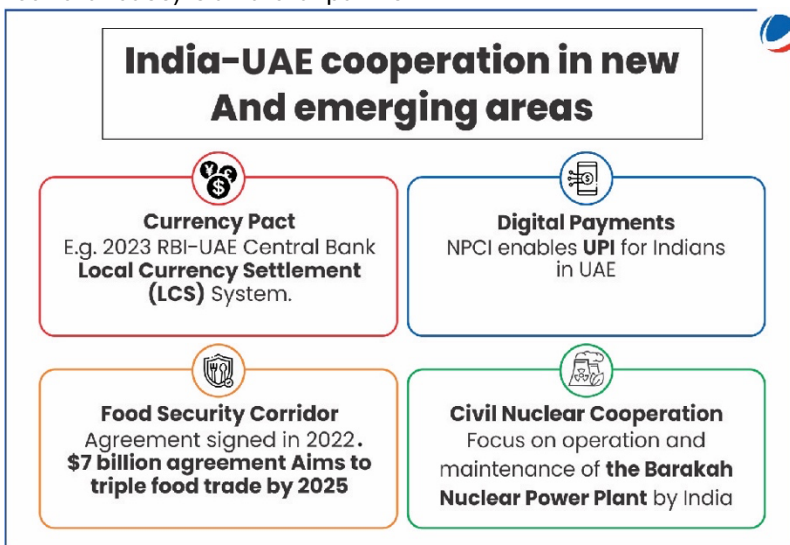 India-UAE cooperation in new
And emerging areas
¥ £
$
Currency Pact
E.g. 2023 RBI-UAE Central Bank
Local Currency Settlement
(LCS) System.
$
Digital Payments
NPCI enables UPI for Indians
in UAE
Food Security Corridor
Agreement signed in 2022.
$7 billion agreement Aims to
triple food trade by 2025
Civil Nuclear Cooperation
Focus on operation and
maintenance of the Barakah
Nuclear Power Plant by India